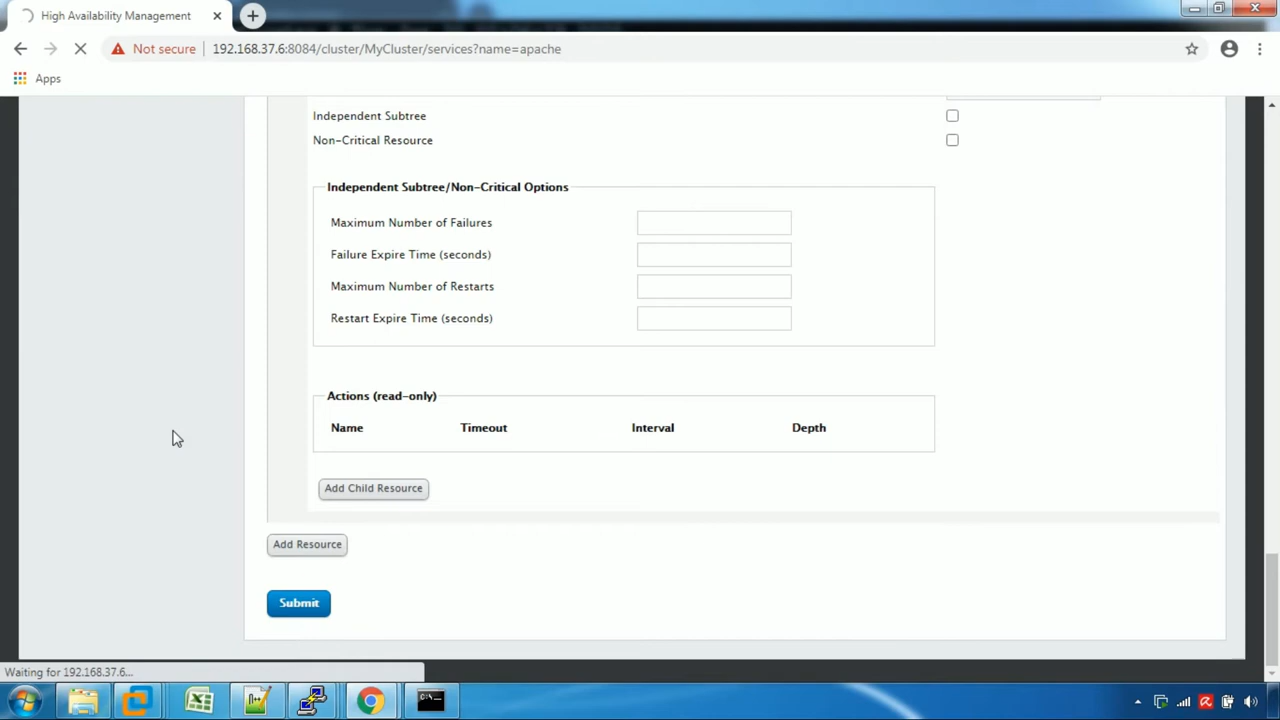 High Availability Management
Not secure
192.168.37.6:8084/cluster/MyCluster/services?name=apache
Apps
Independent Subtree
Non-Critical Resource
Independent Subtree/Non-Critical Options
Maximum Number of Failures
Failure Expire Time (seconds)
Maximum Number of Restarts
Restart Expire Time (seconds)
Actions (read-only)
Name Timeout Interval Depth
Add Child Resource
Add Resource
Submit
Waiting for 192.168.37.6...